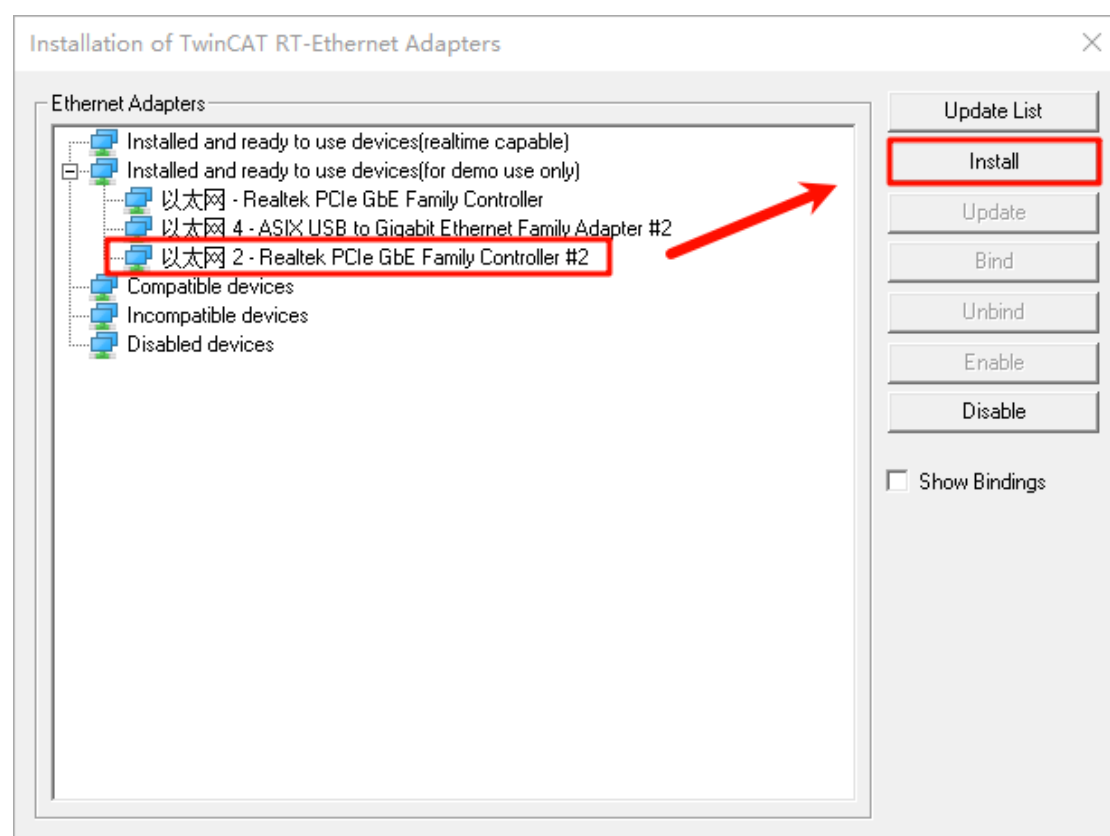 Installation of TwinCAT RT-Ethernet Adapters
Ethernet Adapters
Installed and ready to use devices(realtime capable)
Installed and ready to use devices(for demo use only)
以太网 - Realtek PCIe GbE Family Controller
以太网 4 - ASIX USB to Gigabit Ethernet Family Adapter #2
以太网 2 - Realtek PCIe GbE Family Controller #2
Compatible devices
Incompatible devices
Disabled devices
Update List
Install
Update
Bind
Unbind
Enable
Disable
Show Bindings